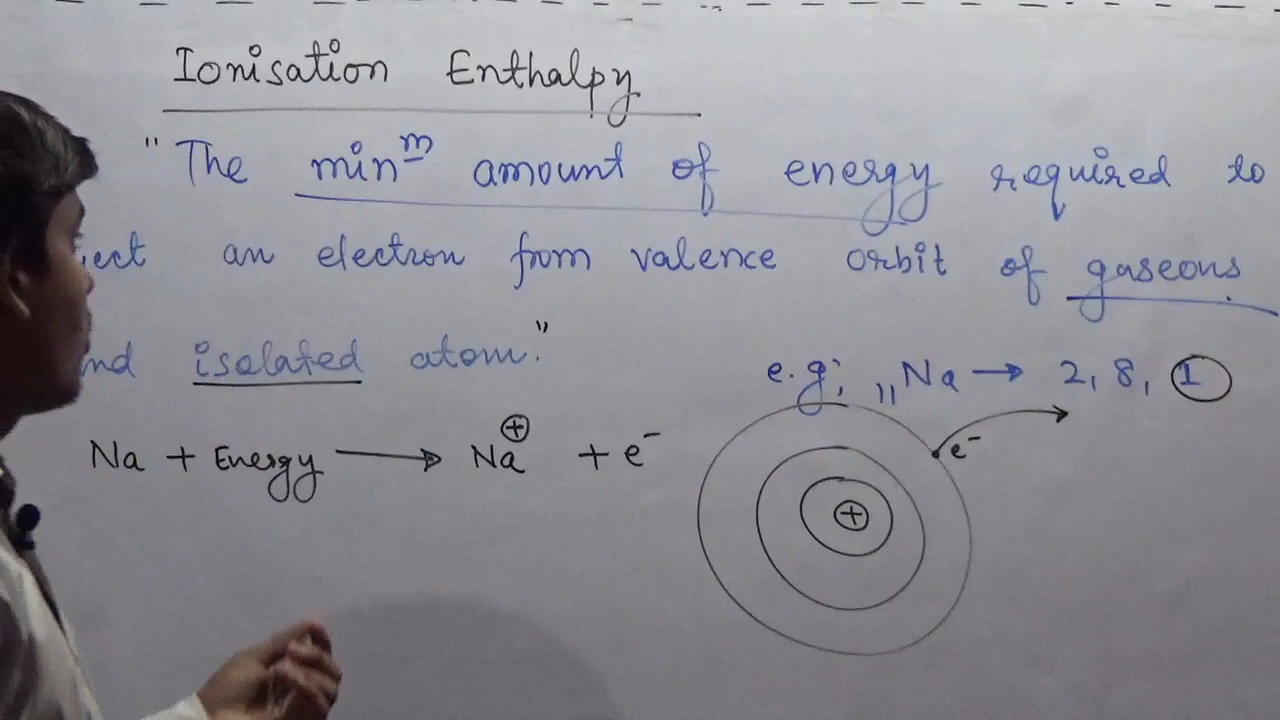 Ionisation Enthalpy
"The minᵐ amount of energy required to
ect an electron from valence orbit of gaseous
nd isolated atom."
e.g; ₁₁Na → 2, 8, 1
Na + Energy → Na⊕ + e⁻
e⁻
+